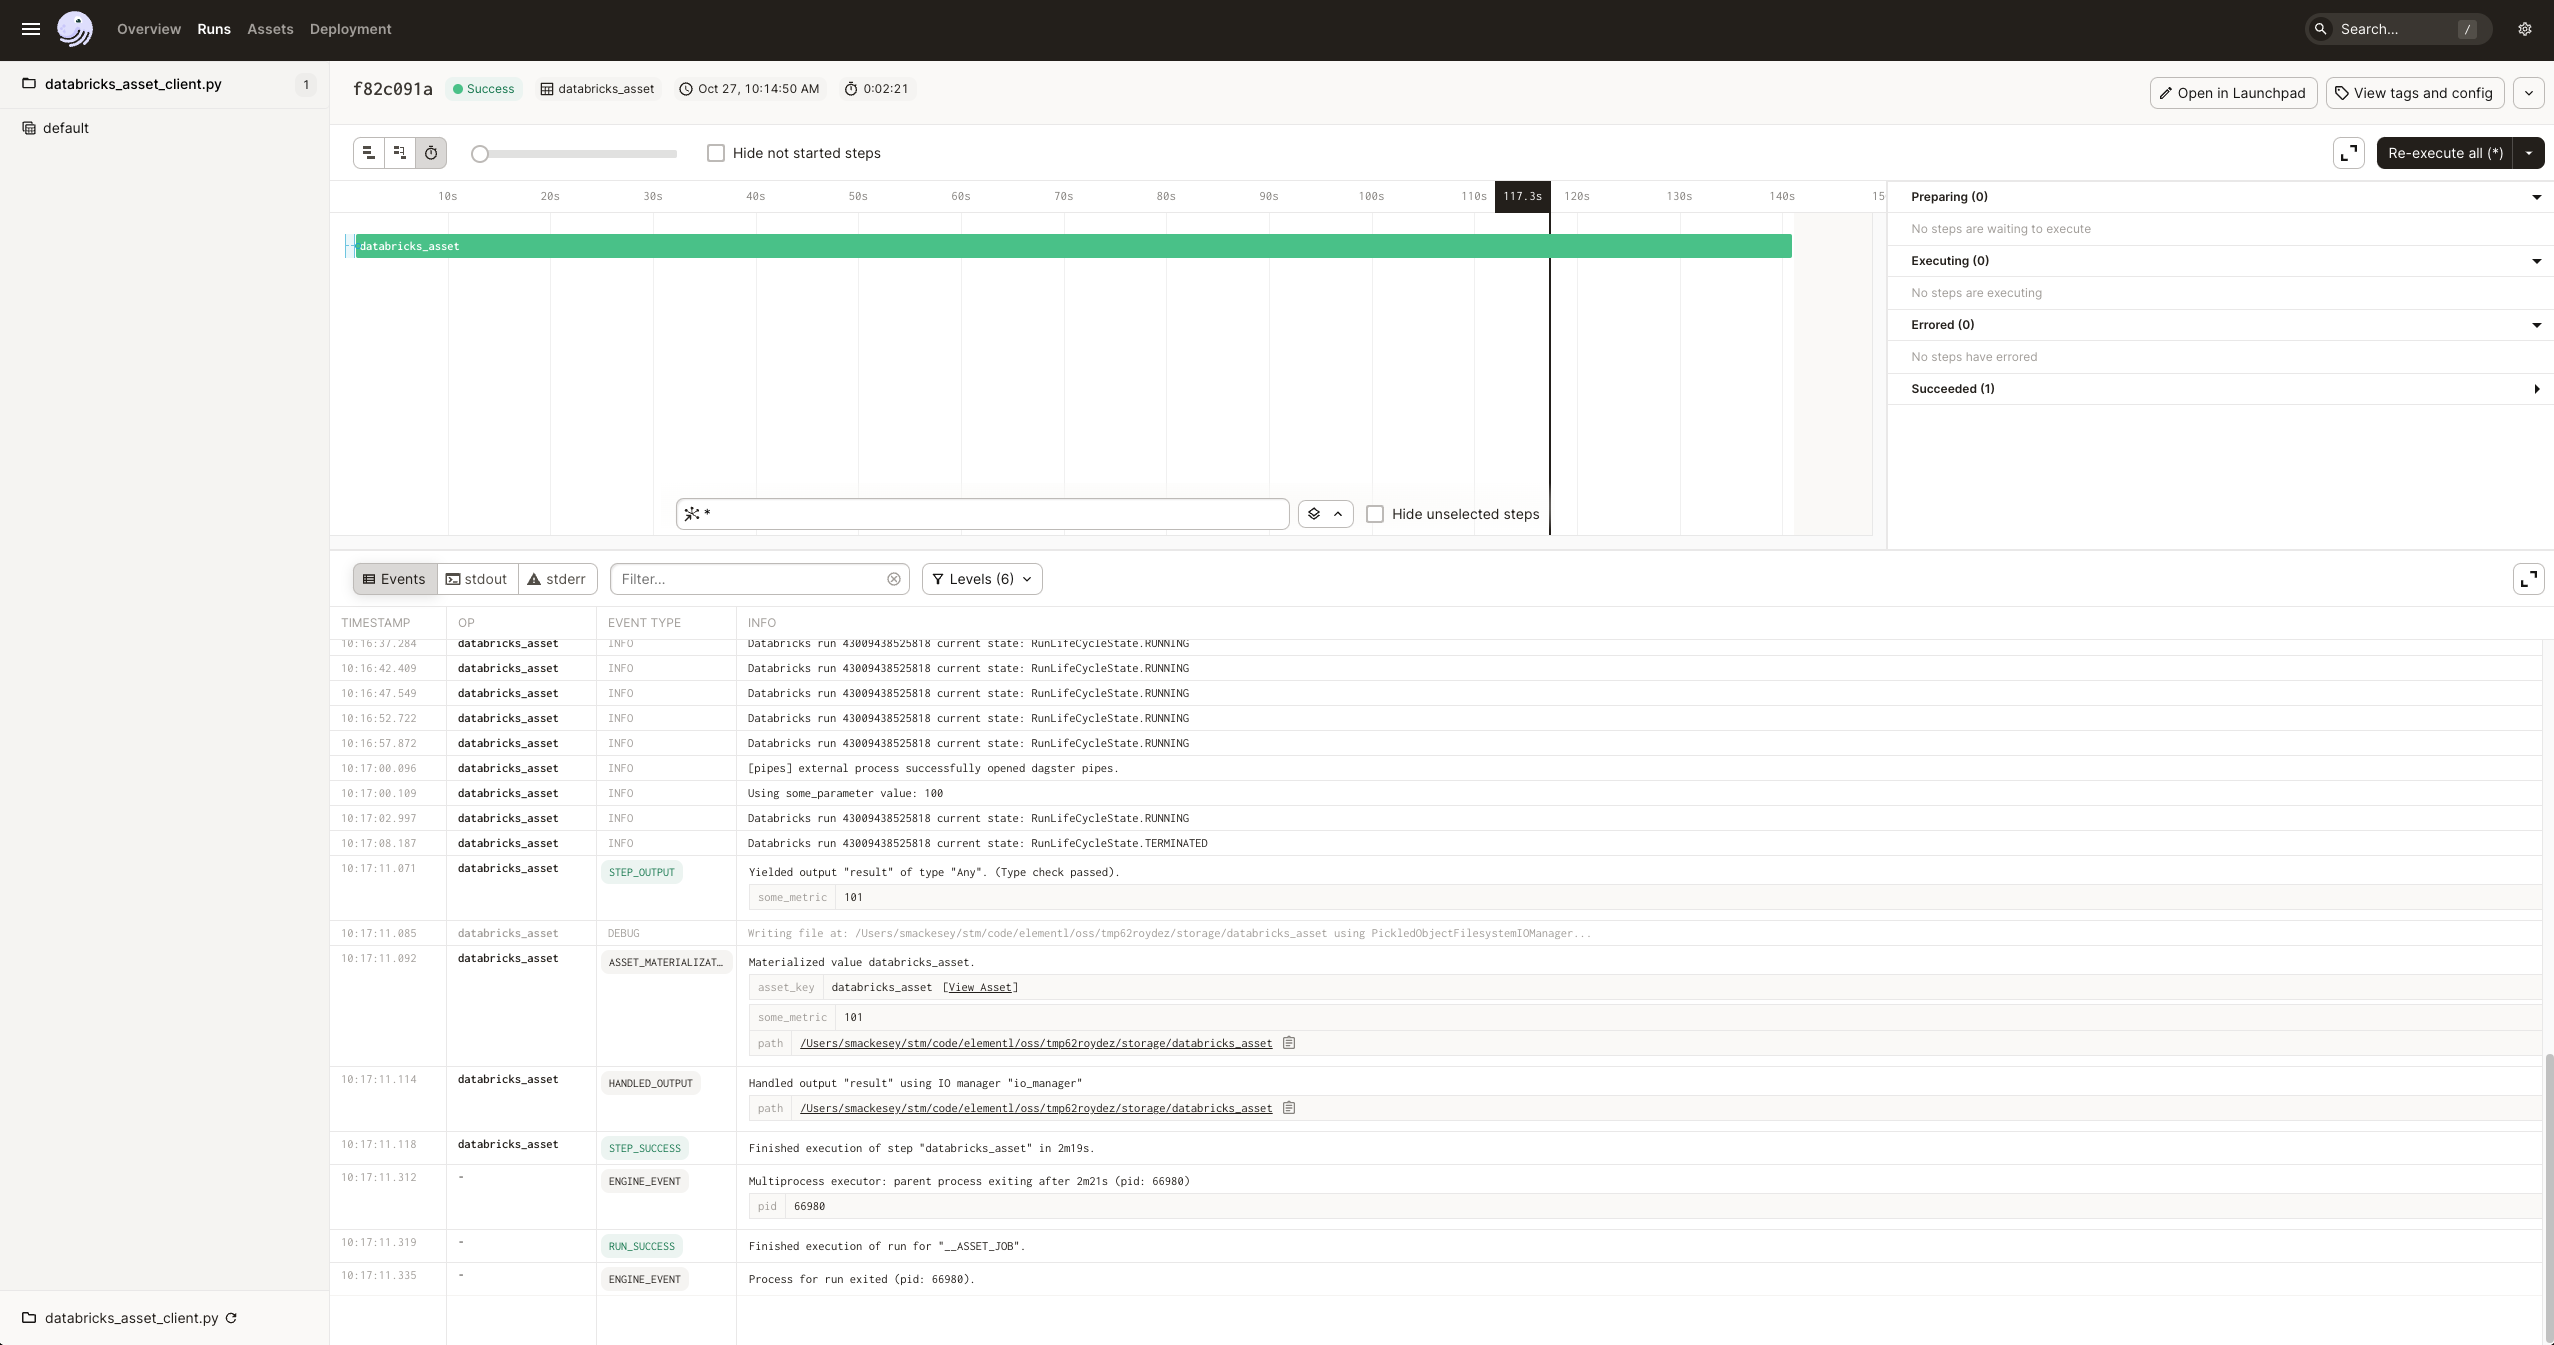 Overview Runs Assets Deployment Search... /
databricks_asset_client.py 1
default
f82c091a Success databricks_asset Oct 27, 10:14:50 AM 0:02:21 Open in Launchpad View tags and config
Hide not started steps Re-execute all (*)
10s 20s 30s 40s 50s 60s 70s 80s 90s 100s 110s 117.3s 120s 130s 140s 15
databricks_asset
Preparing (0)
No steps are waiting to execute
Executing (0)
No steps are executing
Errored (0)
No steps have errored
Succeeded (1)
* Hide unselected steps
Events stdout stderr Filter... Levels (6)
TIMESTAMP OP EVENT TYPE INFO
10:16:37.284 databricks_asset INFO Databricks run 43009438525818 current state: RunLifeCycleState.RUNNING
10:16:42.409 databricks_asset INFO Databricks run 43009438525818 current state: RunLifeCycleState.RUNNING
10:16:47.549 databricks_asset INFO Databricks run 43009438525818 current state: RunLifeCycleState.RUNNING
10:16:52.722 databricks_asset INFO Databricks run 43009438525818 current state: RunLifeCycleState.RUNNING
10:16:57.872 databricks_asset INFO Databricks run 43009438525818 current state: RunLifeCycleState.RUNNING
10:17:00.096 databricks_asset INFO [pipes] external process successfully opened dagster pipes.
10:17:00.109 databricks_asset INFO Using some_parameter value: 100
10:17:02.997 databricks_asset INFO Databricks run 43009438525818 current state: RunLifeCycleState.RUNNING
10:17:08.187 databricks_asset INFO Databricks run 43009438525818 current state: RunLifeCycleState.TERMINATED
10:17:11.071 databricks_asset STEP_OUTPUT Yielded output "result" of type "Any". (Type check passed).
some_metric 101
10:17:11.085 databricks_asset DEBUG Writing file at: /Users/smackesey/stm/code/elementl/oss/tmp62roydez/storage/databricks_asset using PickledObjectFilesystemIOManager...
10:17:11.092 databricks_asset ASSET_MATERIALIZAT... Materialized value databricks_asset.
asset_key databricks_asset [View Asset]
some_metric 101
path /Users/smackesey/stm/code/elementl/oss/tmp62roydez/storage/databricks_asset
10:17:11.114 databricks_asset HANDLED_OUTPUT Handled output "result" using IO manager "io_manager"
path /Users/smackesey/stm/code/elementl/oss/tmp62roydez/storage/databricks_asset
10:17:11.118 databricks_asset STEP_SUCCESS Finished execution of step "databricks_asset" in 2m19s.
10:17:11.312 - ENGINE_EVENT Multiprocess executor: parent process exiting after 2m21s (pid: 66980)
pid 66980
10:17:11.319 - RUN_SUCCESS Finished execution of run for "__ASSET_JOB".
10:17:11.335 - ENGINE_EVENT Process for run exited (pid: 66980).
databricks_asset_client.py